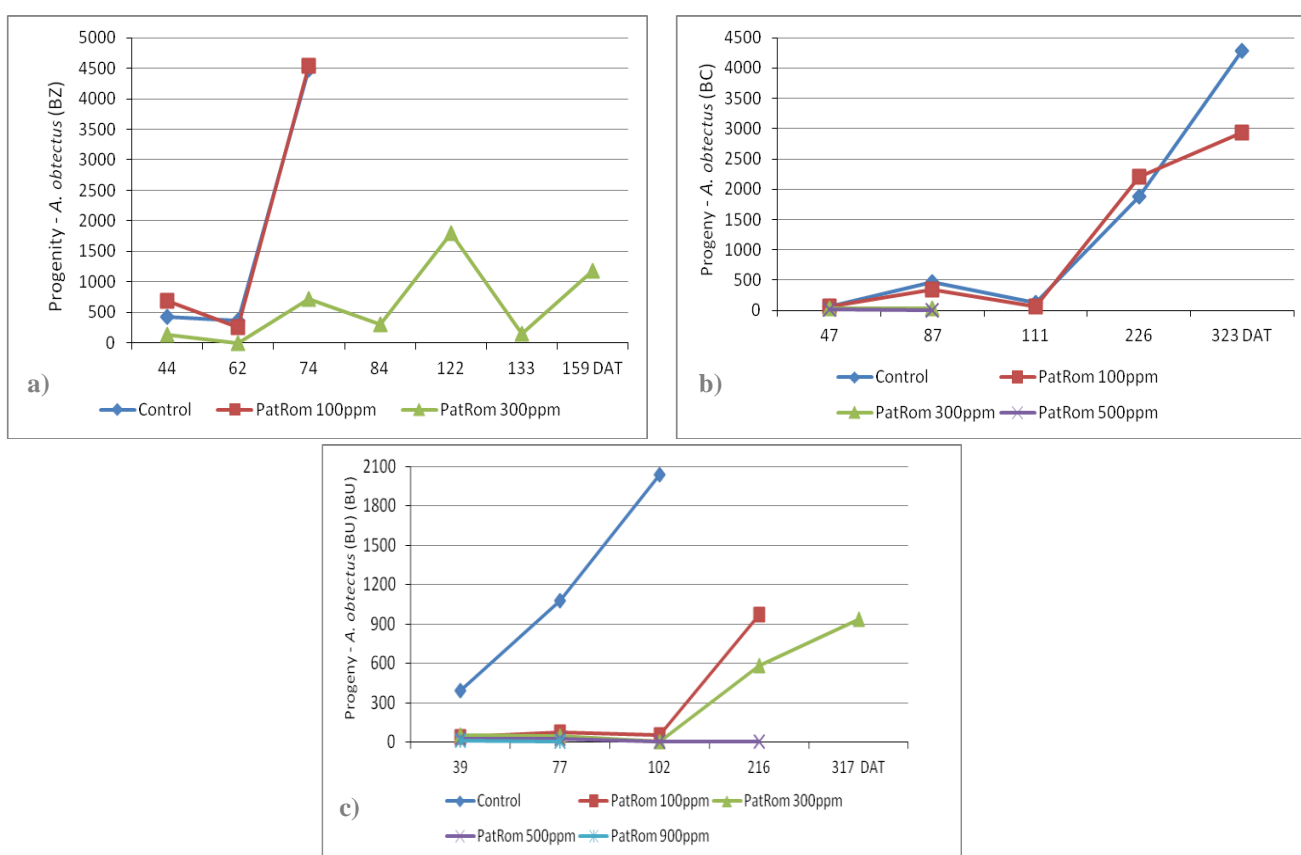 Progenity - A. obtectus (BZ)
5000
4500
4000
3500
3000
2500
2000
1500
1000
500
0
44 62 74 84 122 133 159 DAT
a)
Control PatRom 100ppm PatRom 300ppm
Progeny - A. obtectus (BC)
4500
4000
3500
3000
2500
2000
1500
1000
500
0
47 87 111 226 323 DAT
b)
Control PatRom 100ppm
PatRom 300ppm PatRom 500ppm
Progeny - A. obtectus (BU) (BU)
2100
1800
1500
1200
900
600
300
0
39 77 102 216 317 DAT
c)
Control PatRom 100ppm PatRom 300ppm
PatRom 500ppm PatRom 900ppm